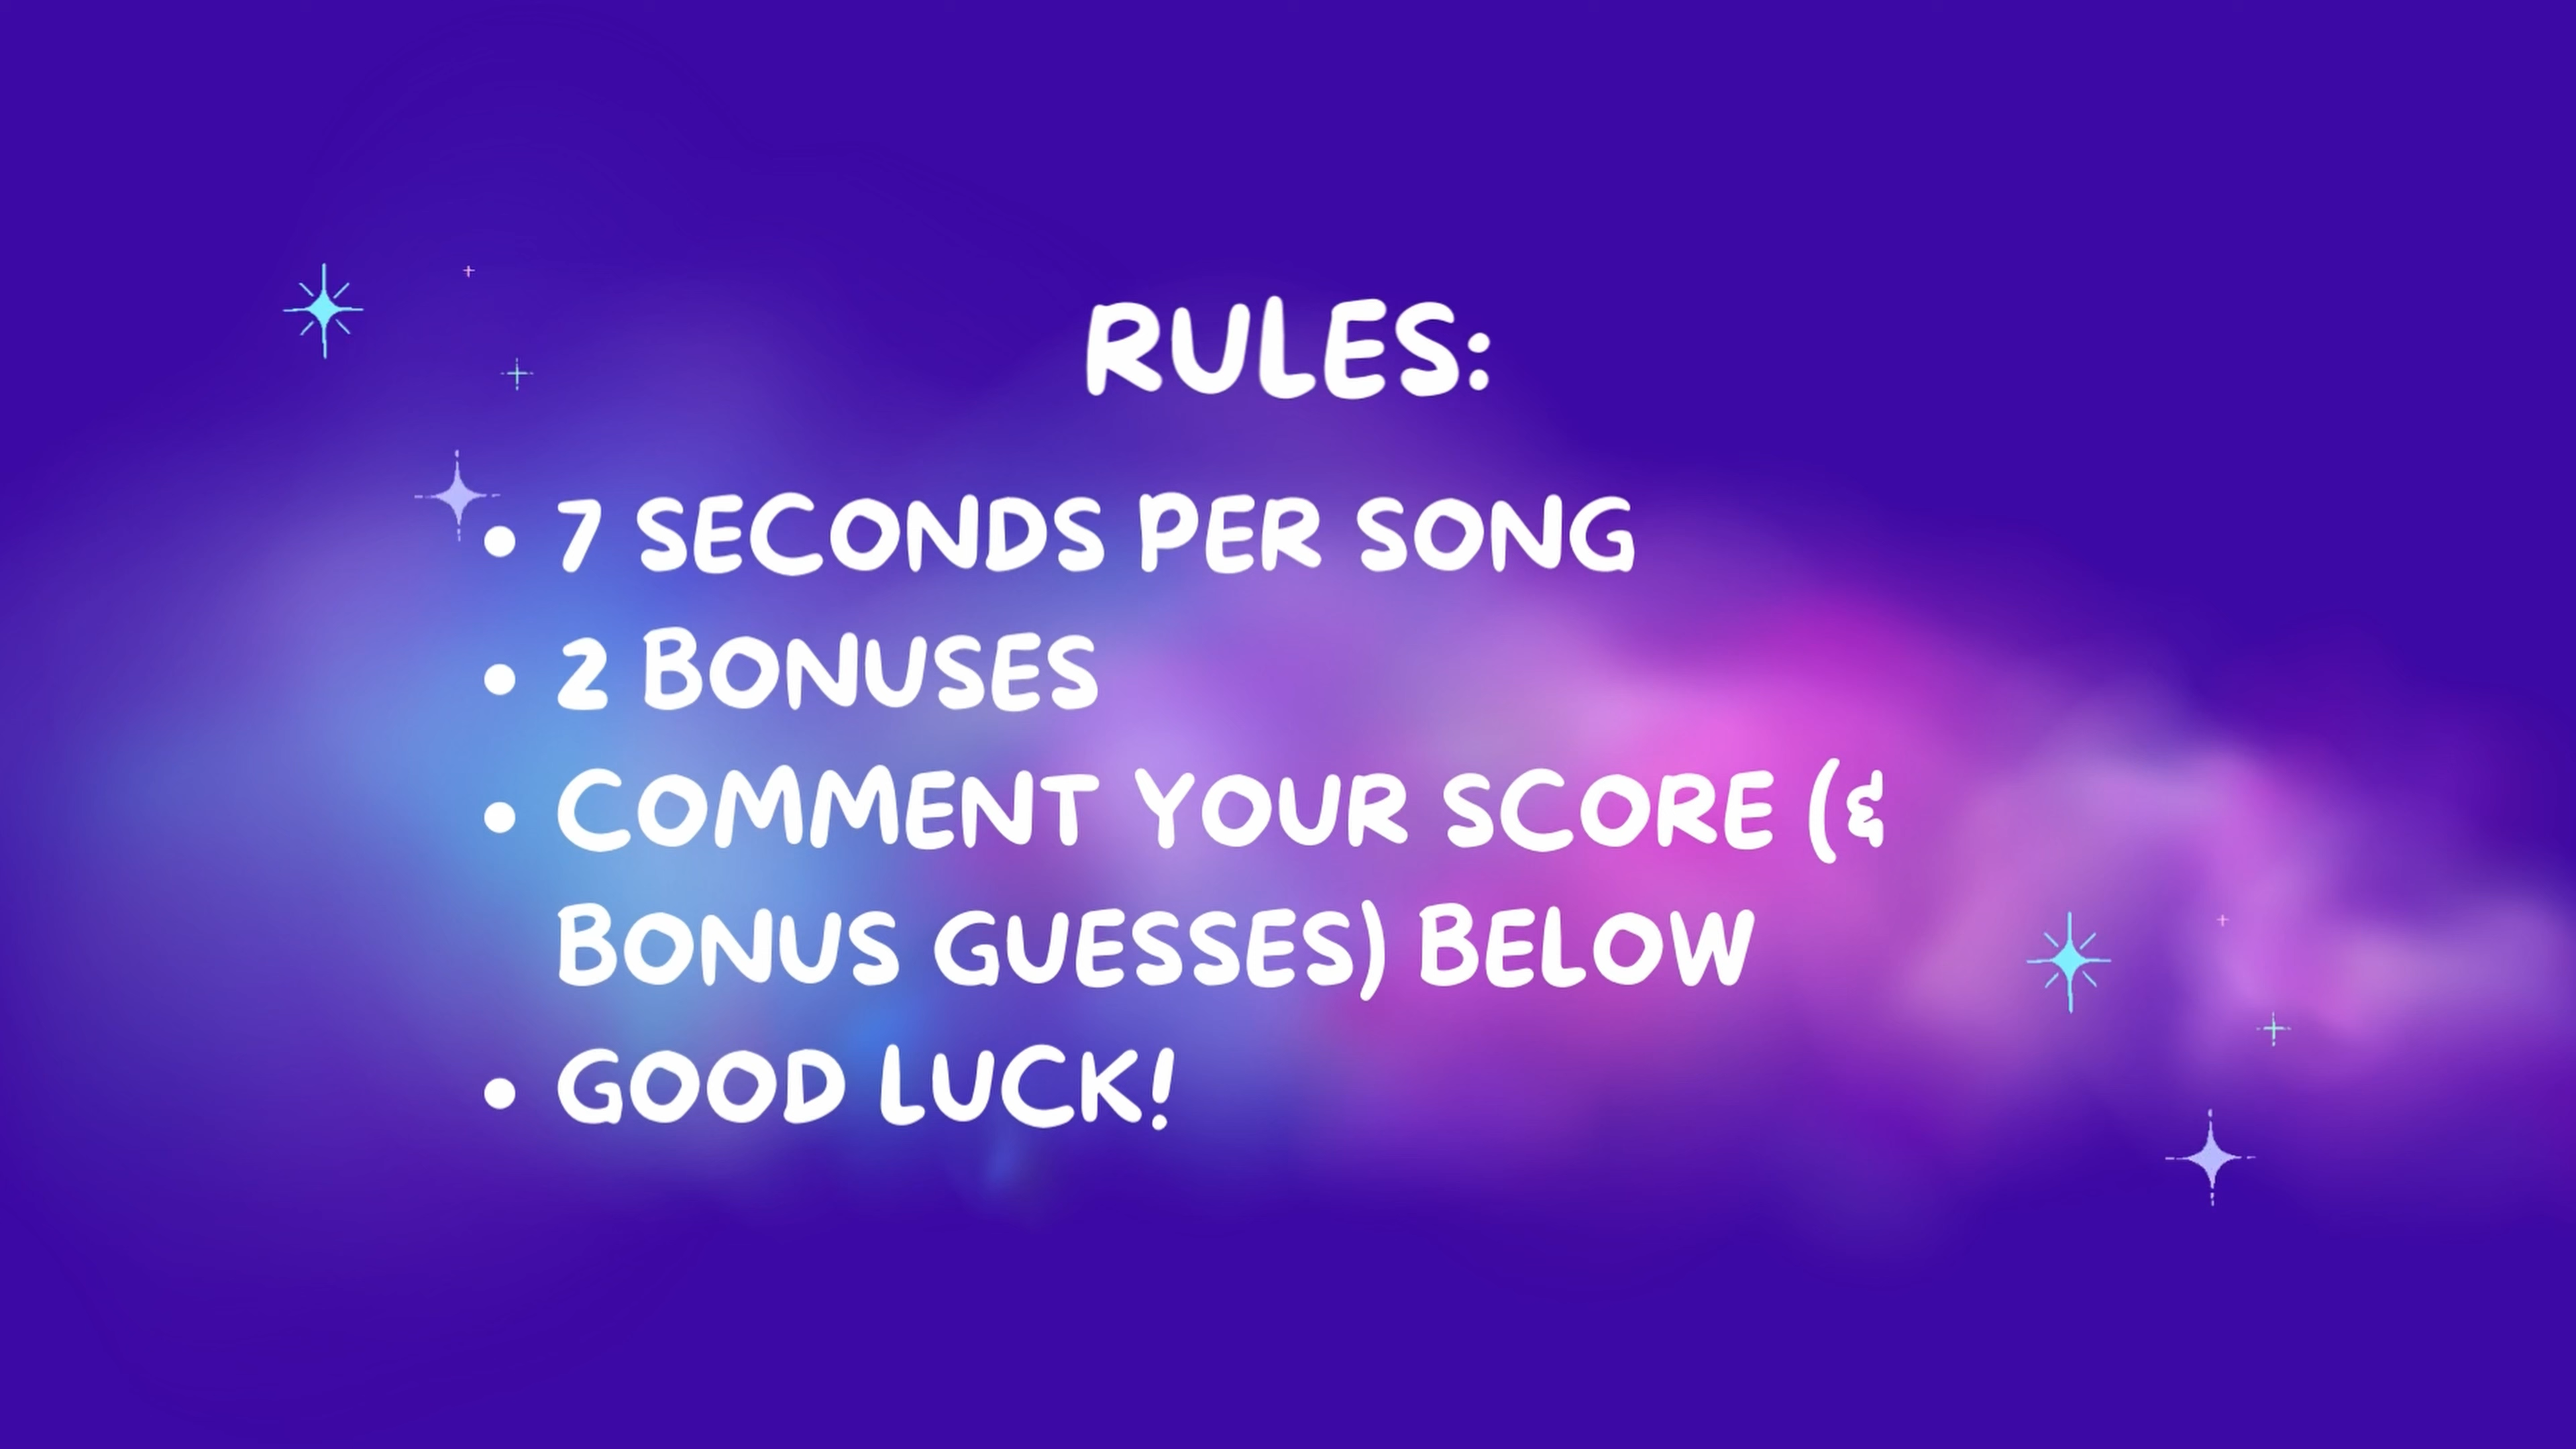 RULES:
• 7 SECONDS PER SONG
• 2 BONUSES
• COMMENT YOUR SCORE (&
BONUS GUESSES) BELOW
• GOOD LUCK!